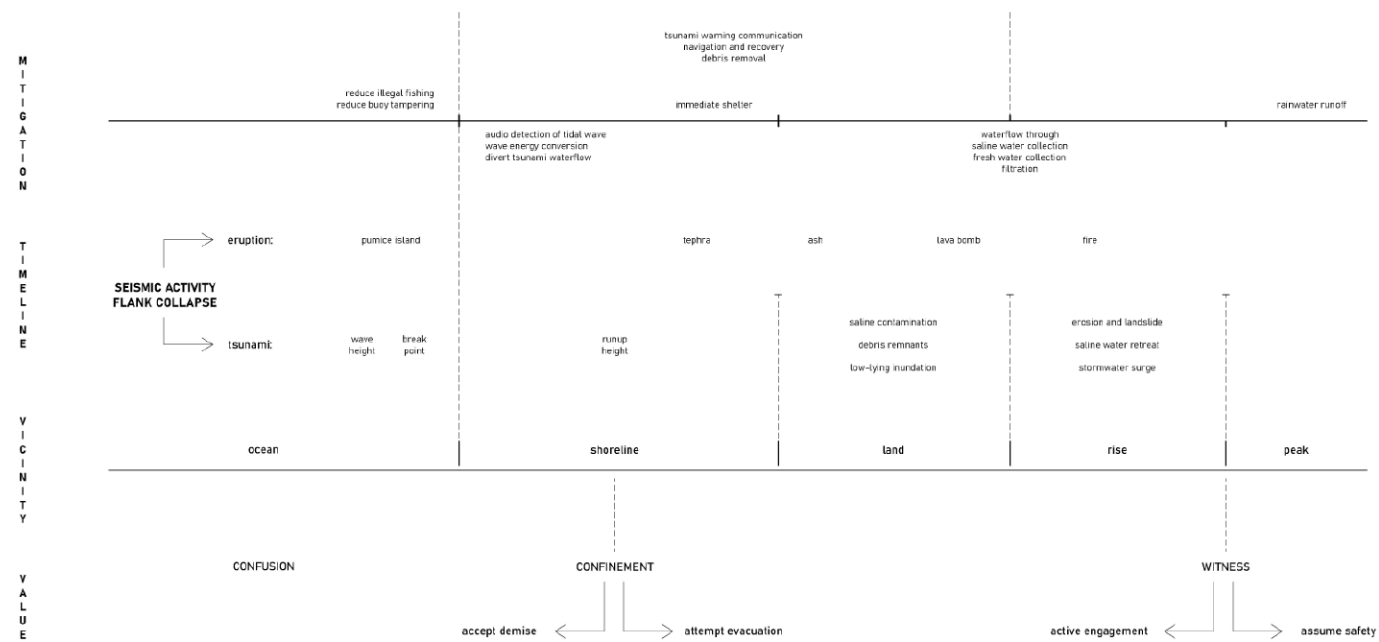 MITIGATION
tsunami warning communication
navigation and recovery
debris removal
reduce illegal fishing
reduce buoy tampering
immediate shelter
rainwater runoff
audio detection of tidal wave
wave energy conversion
divert tsunami waterflow
waterflow through
saline water collection
fresh water collection
filtration
TIMELINE
SEISMIC ACTIVITY
FLANK COLLAPSE
eruption:
pumice island
tephra
ash
lava bomb
fire
tsunami:
wave
height
break
point
runup
height
saline contamination
debris remnants
low-lying inundation
erosion and landslide
saline water retreat
stormwater surge
VICINITY
ocean
shoreline
land
rise
peak
VALUE
CONFUSION
CONFINEMENT
WITNESS
accept demise
attempt evacuation
active engagement
assume safety